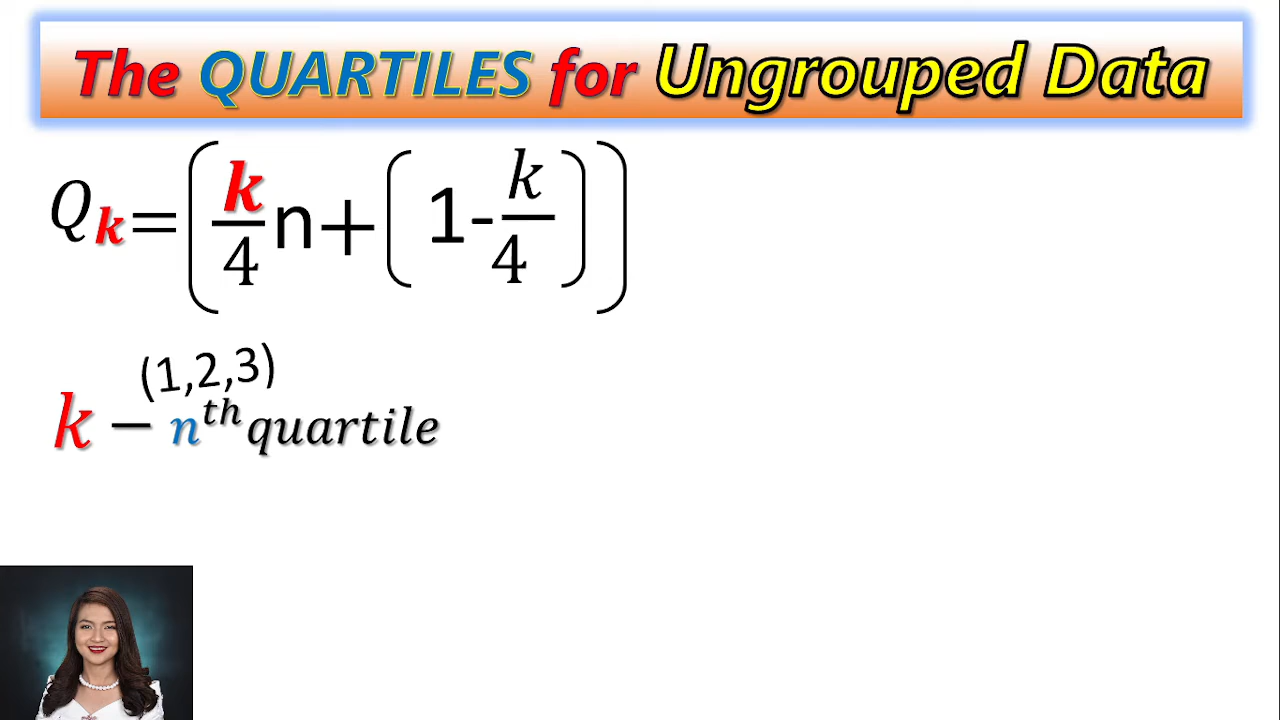 The QUARTILES for Ungrouped Data
Qₖ=(k/4 n+(1-k/4))
(1,2,3)
k – nᵗʰ quartile